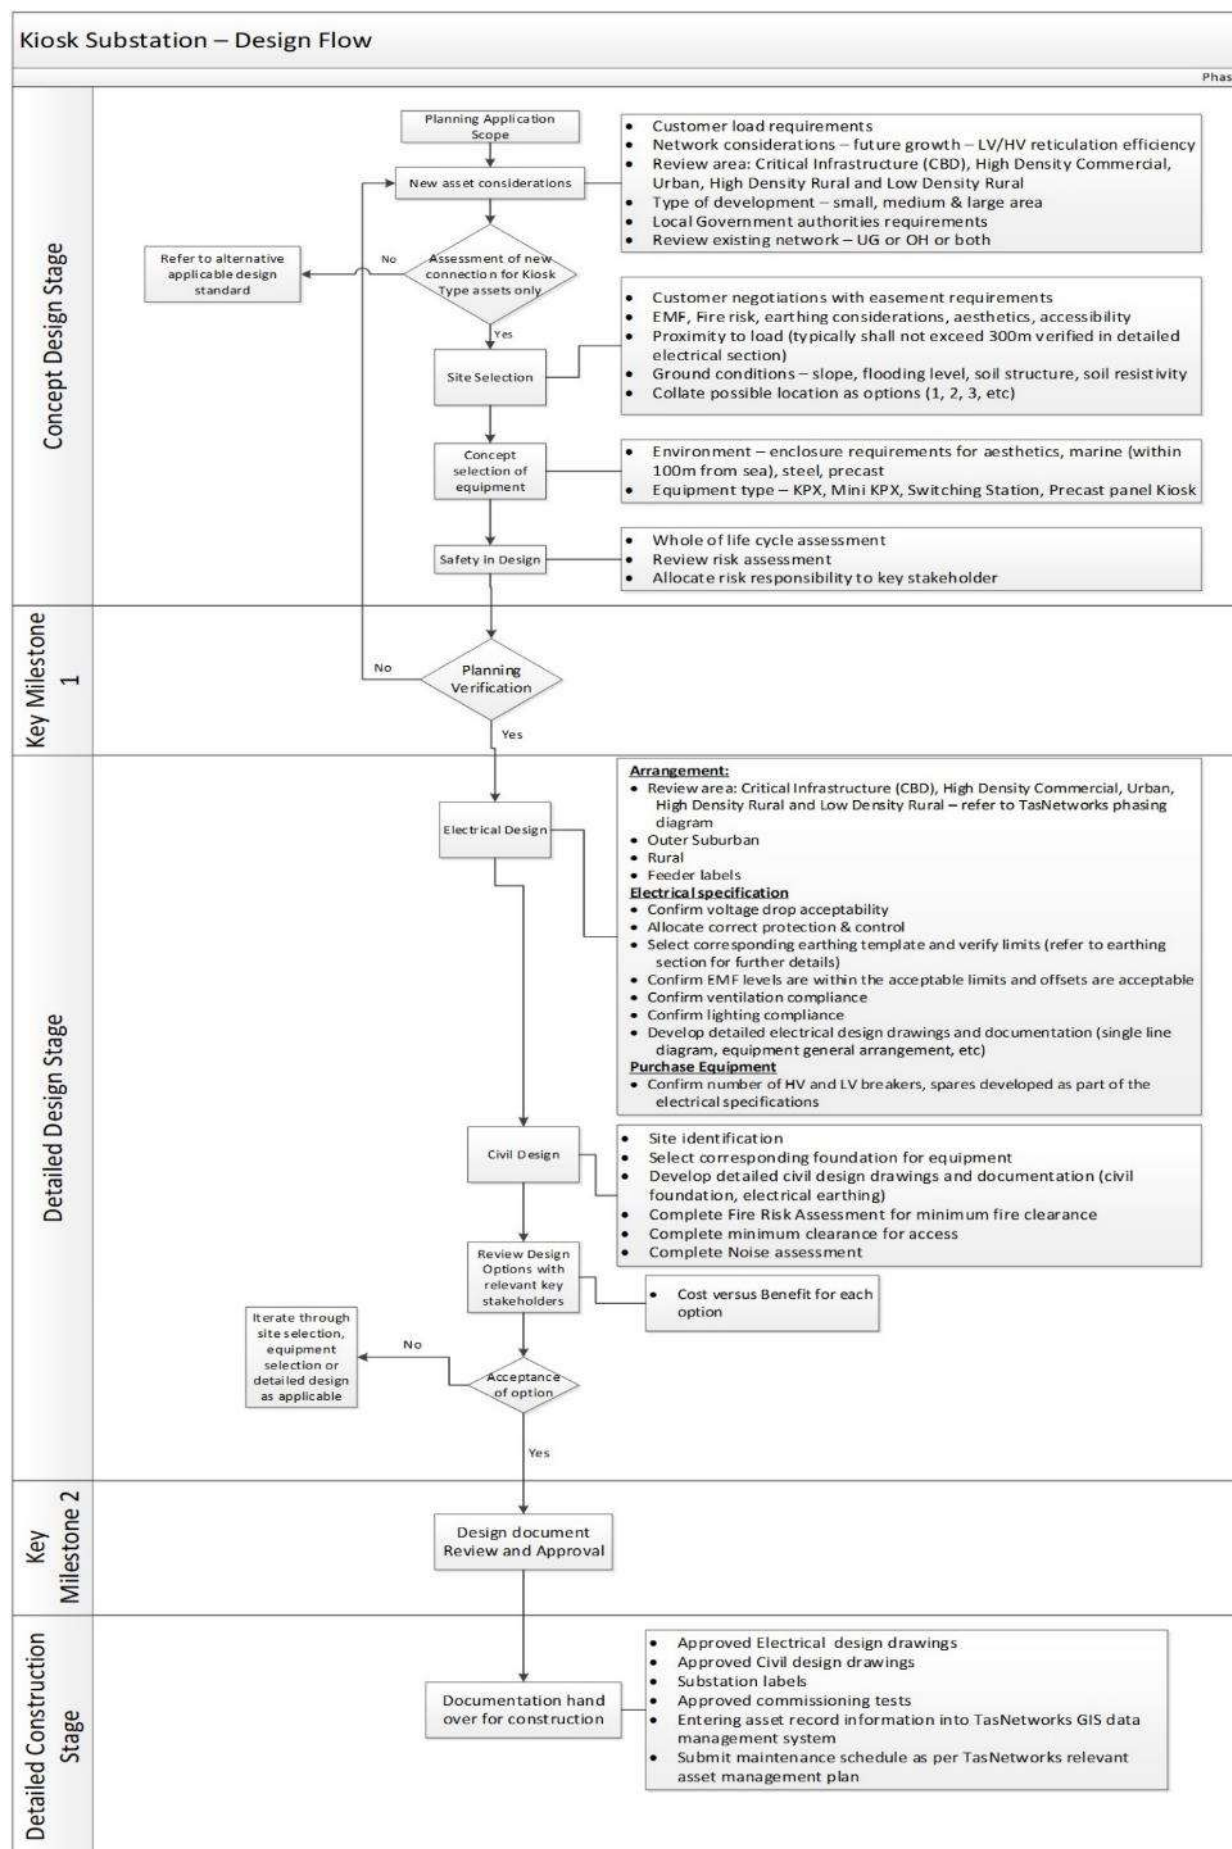 Kiosk Substation – Design Flow
Phas
Concept Design Stage
Planning Application
Scope
New asset considerations
• Customer load requirements
• Network considerations – future growth – LV/HV reticulation efficiency
• Review area: Critical Infrastructure (CBD), High Density Commercial,
Urban, High Density Rural and Low Density Rural
• Type of development – small, medium & large area
• Local Government authorities requirements
• Review existing network – UG or OH or both
Assessment of new
connection for Kiosk
Type assets only
No
Refer to alternative
applicable design
standard
Yes
Site Selection
• Customer negotiations with easement requirements
• EMF, Fire risk, earthing considerations, aesthetics, accessibility
• Proximity to load (typically shall not exceed 300m verified in detailed
electrical section)
• Ground conditions – slope, flooding level, soil structure, soil resistivity
• Collate possible location as options (1, 2, 3, etc)
Concept
selection of
equipment
• Environment – enclosure requirements for aesthetics, marine (within
100m from sea), steel, precast
• Equipment type – KPX, Mini KPX, Switching Station, Precast panel Kiosk
Safety in Design
• Whole of life cycle assessment
• Review risk assessment
• Allocate risk responsibility to key stakeholder
Key Milestone
1
Planning
Verification
No
Yes
Detailed Design Stage
Electrical Design
Arrangement:
• Review area: Critical Infrastructure (CBD), High Density Commercial, Urban,
High Density Rural and Low Density Rural – refer to TasNetworks phasing
diagram
• Outer Suburban
• Rural
• Feeder labels
Electrical specification
• Confirm voltage drop acceptability
• Allocate correct protection & control
• Select corresponding earthing template and verify limits (refer to earthing
section for further details)
• Confirm EMF levels are within the acceptable limits and offsets are acceptable
• Confirm ventilation compliance
• Confirm lighting compliance
• Develop detailed electrical design drawings and documentation (single line
diagram, equipment general arrangement, etc)
Purchase Equipment
• Confirm number of HV and LV breakers, spares developed as part of the
electrical specifications
Civil Design
• Site identification
• Select corresponding foundation for equipment
• Develop detailed civil design drawings and documentation (civil
foundation, electrical earthing)
• Complete Fire Risk Assessment for minimum fire clearance
• Complete minimum clearance for access
• Complete Noise assessment
Review Design
Options with
relevant key
stakeholders
• Cost versus Benefit for each
option
Acceptance
of option
No
Iterate through
site selection,
equipment
selection or
detailed design
as applicable
Yes
Key
Milestone 2
Design document
Review and Approval
Detailed Construction
Stage
Documentation hand
over for construction
• Approved Electrical design drawings
• Approved Civil design drawings
• Substation labels
• Approved commissioning tests
• Entering asset record information into TasNetworks GIS data
management system
• Submit maintenance schedule as per TasNetworks relevant
asset management plan